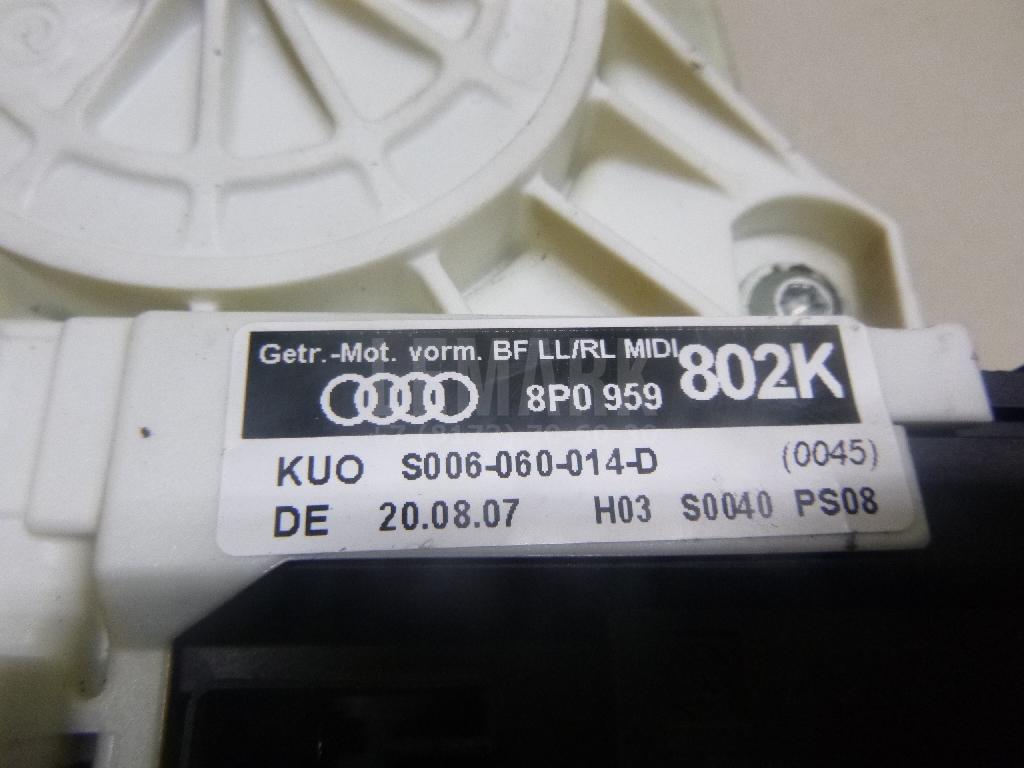 Getr.-Mot. vorm. BF LL/RL MIDI
8P0 959 802K
KUO S006-060-014-D (0045)
DE 20.08.07 H03 S0040 PS08